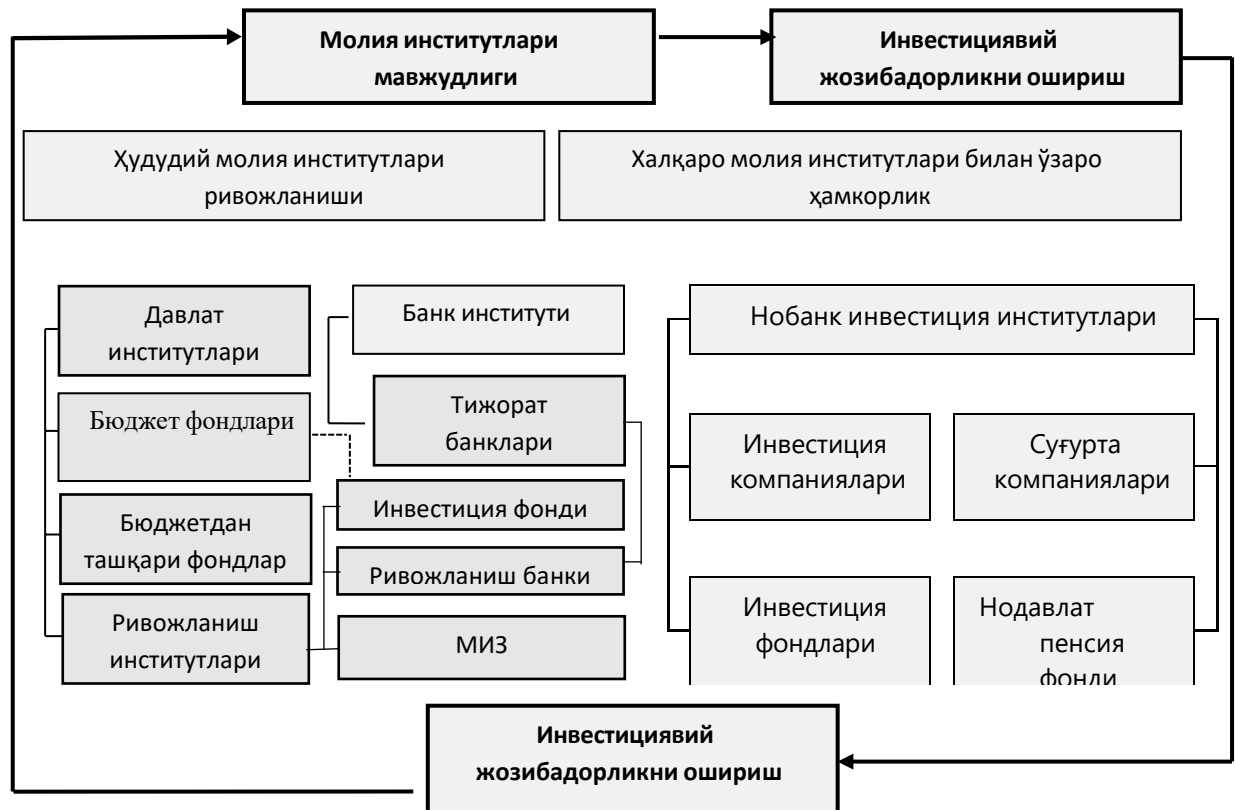 Молия институтлари
мавжудлиги
Инвестициявий
жозибадорликни ошириш
Ҳудудий молия институтлари
ривожланиши
Халқаро молия институтлари билан ўзаро
ҳамкорлик
Давлат
институтлари
Бюджет фондлари
Бюджетдан
ташқари фондлар
Ривожланиш
институтлари
Банк институти
Тижорат
банклари
Инвестиция фонди
Ривожланиш банки
МИЗ
Нобанк инвестиция институтлари
Инвестиция
компаниялари
Суғурта
компаниялари
Инвестиция
фондлари
Нодавлат
пенсия
фонди
Инвестициявий
жозибадорликни ошириш